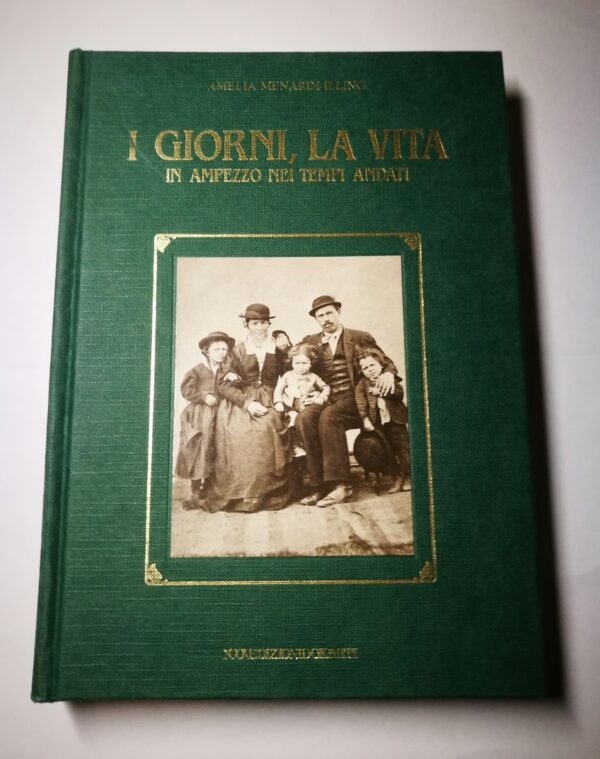 AMELIA MENARDI ILLING
I GIORNI, LA VITA
IN AMPEZZO NEI TEMPI ANDATI
NUOVE EDIZIONI DOLOMITI